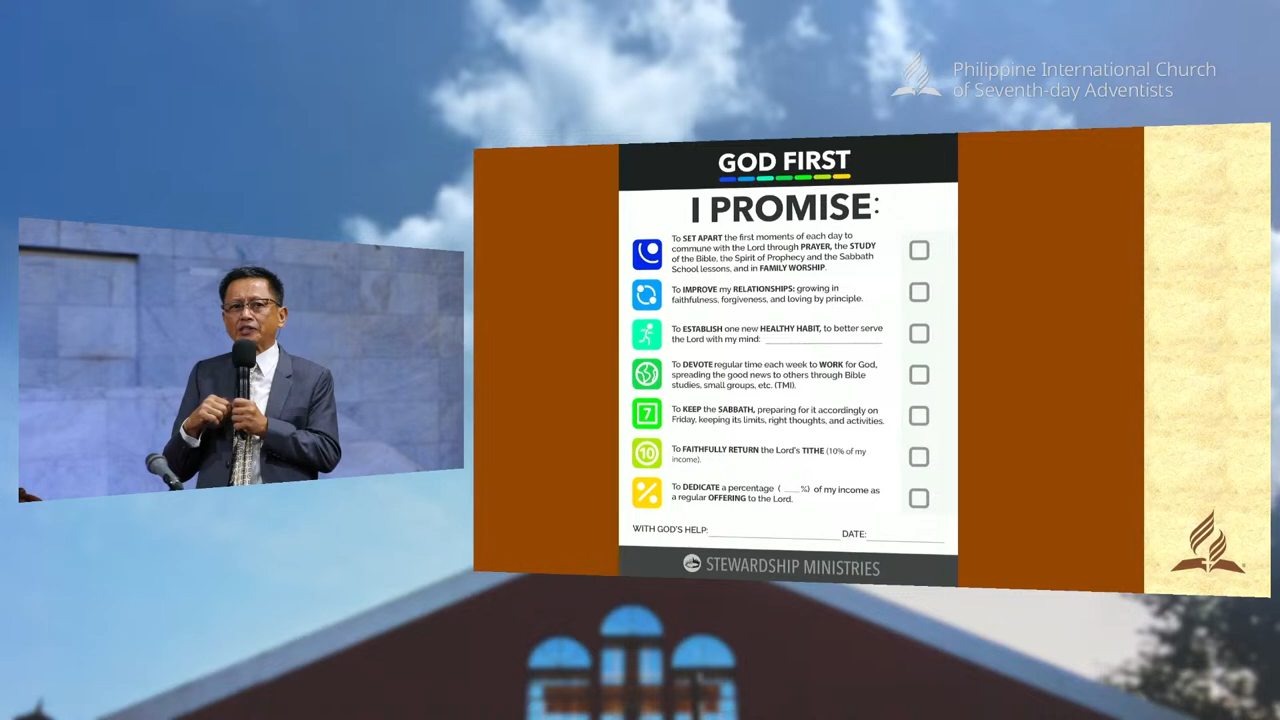 Philippine International Church
of Seventh-day Adventists
GOD FIRST
I PROMISE:
To SET APART the first moments of each day to
commune with the Lord through PRAYER, the STUDY
of the Bible, the Spirit of Prophecy and the Sabbath
School lessons, and in FAMILY WORSHIP.
To IMPROVE my RELATIONSHIPS: growing in
faithfulness, forgiveness, and loving by principle.
To ESTABLISH one new HEALTHY HABIT, to better serve
the Lord with my mind: ____________________
To DEVOTE regular time each week to WORK for God,
spreading the good news to others through Bible
studies, small groups, etc. (TMI).
7
To KEEP the SABBATH, preparing for it accordingly on
Friday, keeping its limits, right thoughts, and activities.
10
To FAITHFULLY RETURN the Lord's TITHE (10% of my
income).
%
To DEDICATE a percentage ( ___%) of my income as
a regular OFFERING to the Lord.
WITH GOD'S HELP:____________________ DATE:____________
STEWARDSHIP MINISTRIES